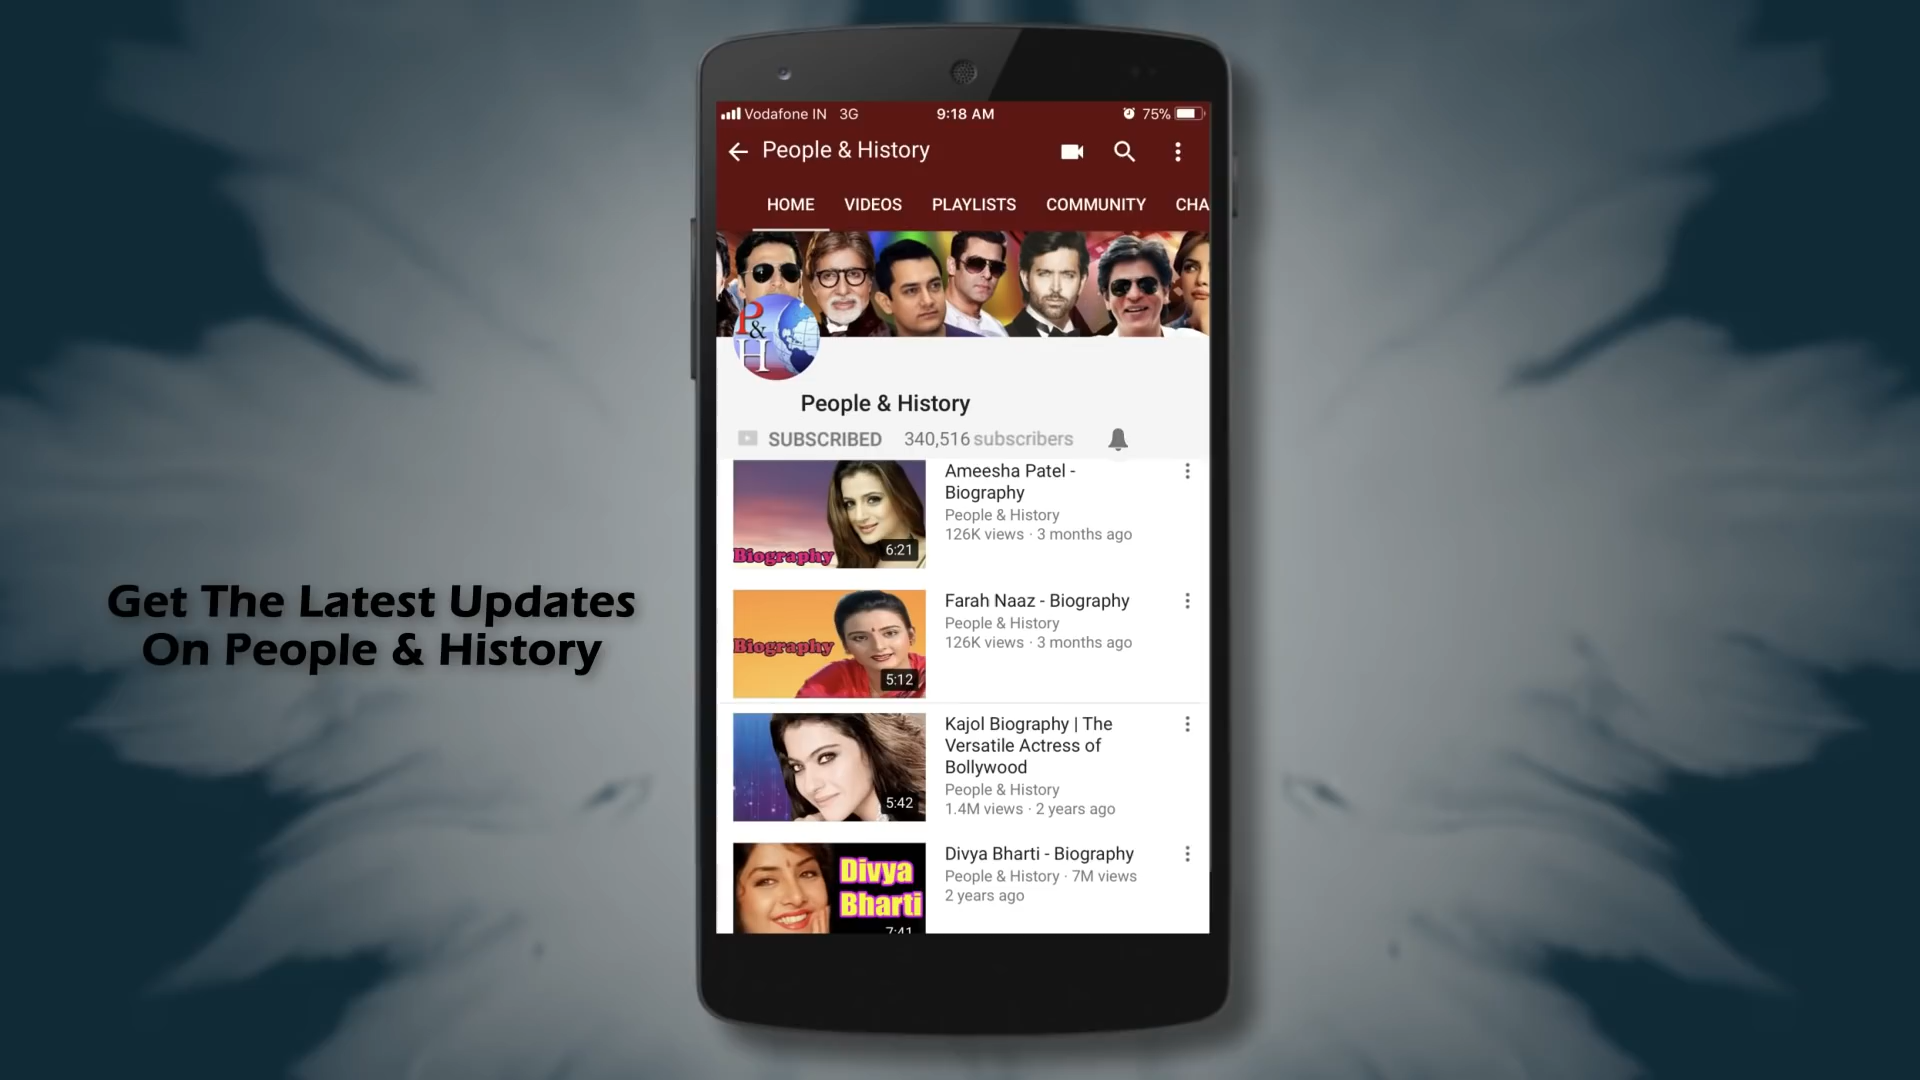 Vodafone IN 3G 9:18 AM 75%
People & History
HOME VIDEOS PLAYLISTS COMMUNITY CHA
P
&
H
People & History
SUBSCRIBED 340,516 subscribers
Ameesha Patel -
Biography
People & History
126K views · 3 months ago
Biography
6:21
Farah Naaz - Biography
People & History
126K views · 3 months ago
Biography
5:12
Kajol Biography | The
Versatile Actress of
Bollywood
People & History
1.4M views · 2 years ago
5:42
Divya Bharti - Biography
People & History · 7M views
2 years ago
Divya
Bharti
7:41
Get The Latest Updates
On People & History